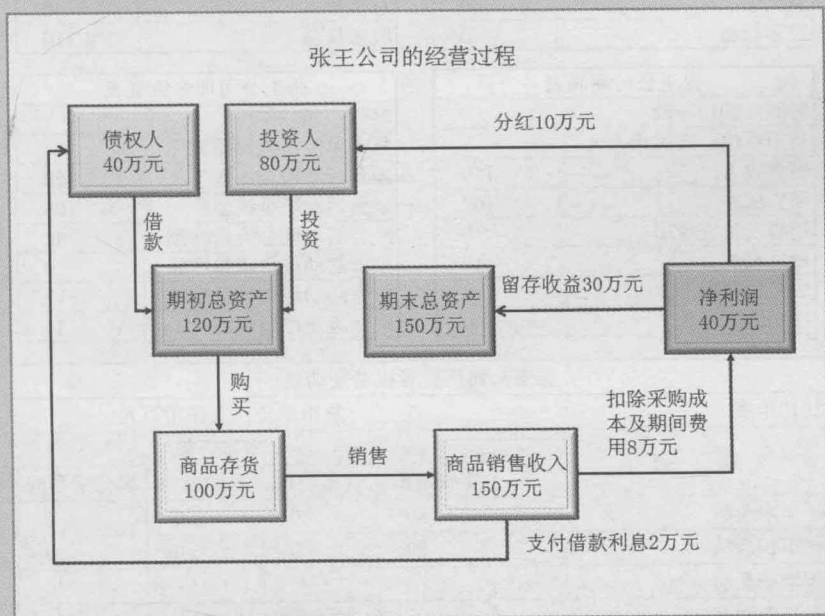 张王公司的经营过程
债权人
40万元
投资人
80万元
分红10万元
借
款
投
资
期初总资产
120万元
期末总资产
150万元
留存收益30万元
净利润
40万元
购
买
扣除采购成
本及期间费
用8万元
商品存货
100万元
销售
商品销售收入
150万元
支付借款利息2万元